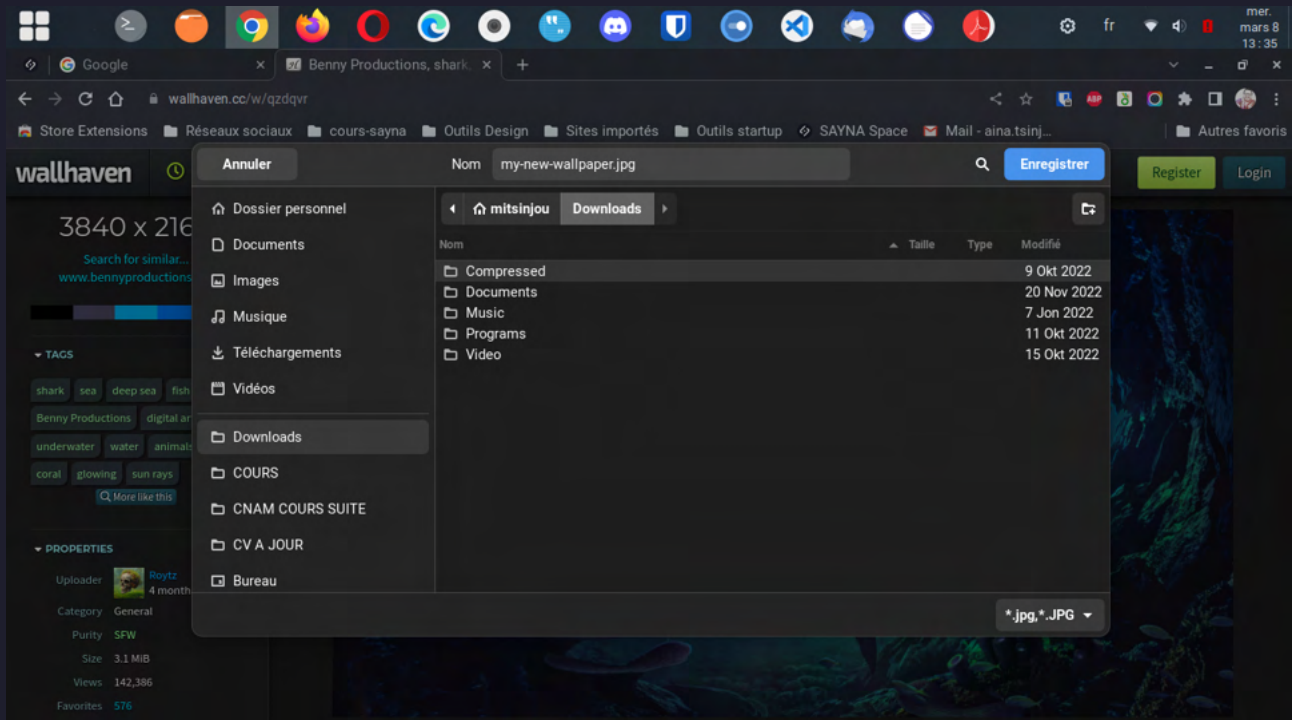 fr
mer.
mars 8
13 : 35
Google
Benny Productions, shark,
wallhaven.cc/w/qzdqvr
ABP
Store Extensions
Réseaux sociaux
cours-sayna
Outils Design
Sites importés
Outils startup
SAYNA Space
Mail - aina.tsinj...
Autres favoris
wallhaven
Register
Login
Annuler
Nom
my-new-wallpaper.jpg
Enregistrer
3840 x 216
Search for similar...
www.bennyproductions
TAGS
shark
sea
deep sea
fish
Benny Productions
digital ar
underwater
water
animals
coral
glowing
sun rays
More like this
PROPERTIES
Uploader
Roytz
4 month
Category
General
Purity
SFW
Size
3.1 MiB
Views
142,386
Favorites
576
Dossier personnel
Documents
Images
Musique
Téléchargements
Vidéos
Downloads
COURS
CNAM COURS SUITE
CV A JOUR
Bureau
mitsinjou
Downloads
Nom
Taille
Type
Modifié
Compressed
9 Okt 2022
Documents
20 Nov 2022
Music
7 Jon 2022
Programs
11 Okt 2022
Video
15 Okt 2022
*.jpg,*.JPG